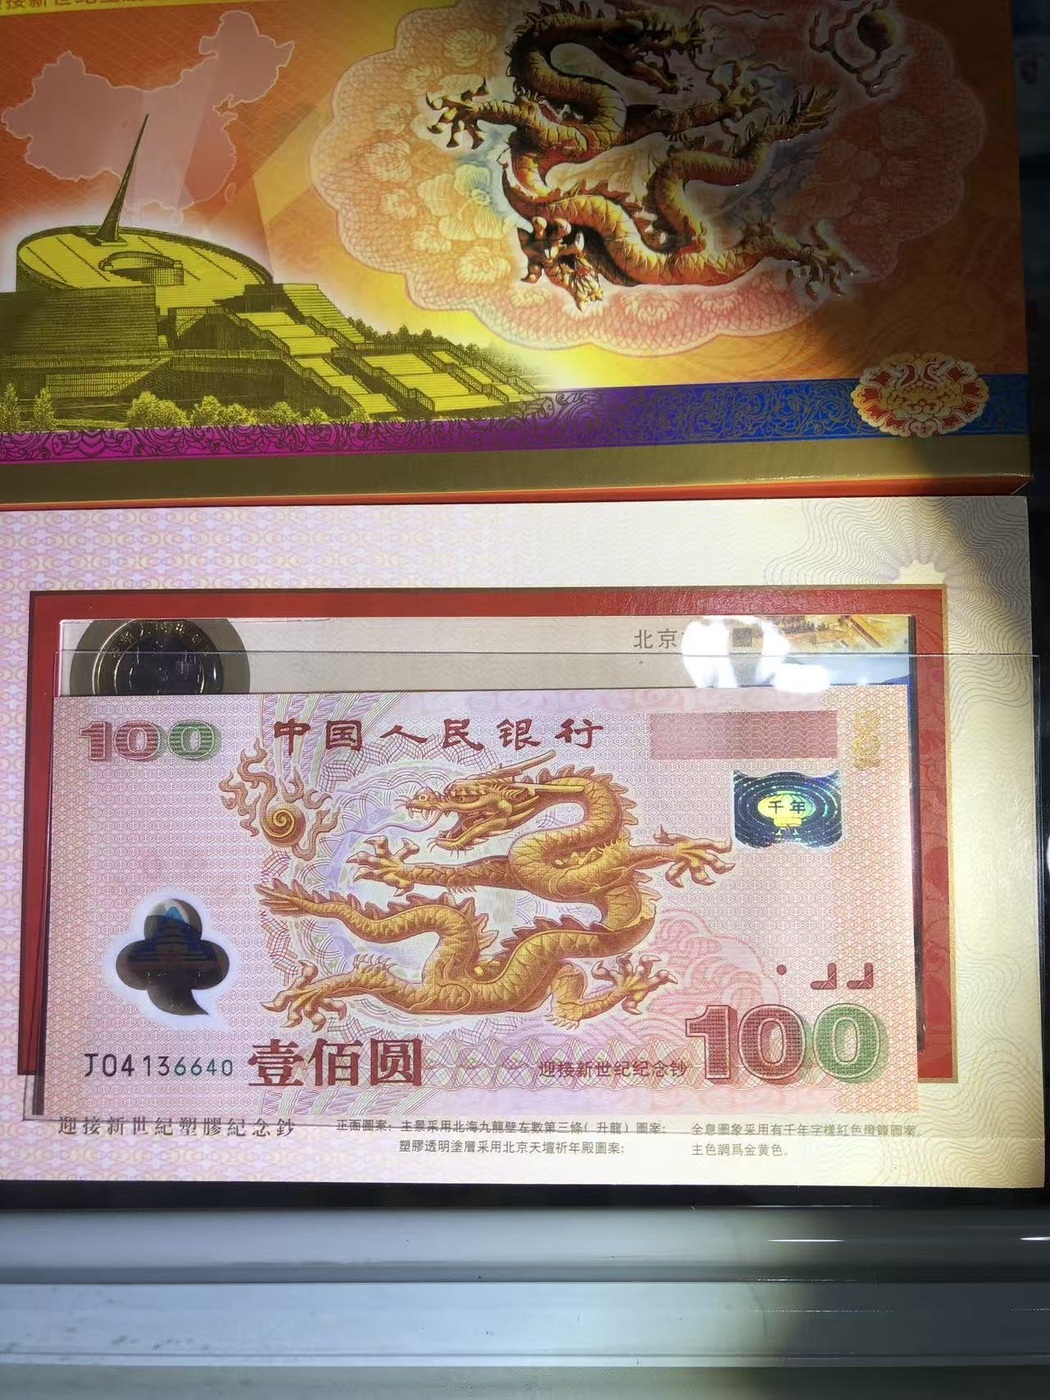 迎接新世纪
北京
100
中国人民银行
千年
J04136640
壹佰圆
迎接新世纪纪念钞
100
迎接新世紀塑膠紀念鈔
正面圖案：主景采用北海九龍壁左數第三條（升龍）圖案：
塑膠透明塗層采用北京天壇祈年殿圖案：
全息圖象采用有千年字樣紅色燈籠圖案，
主色調爲金黄色。